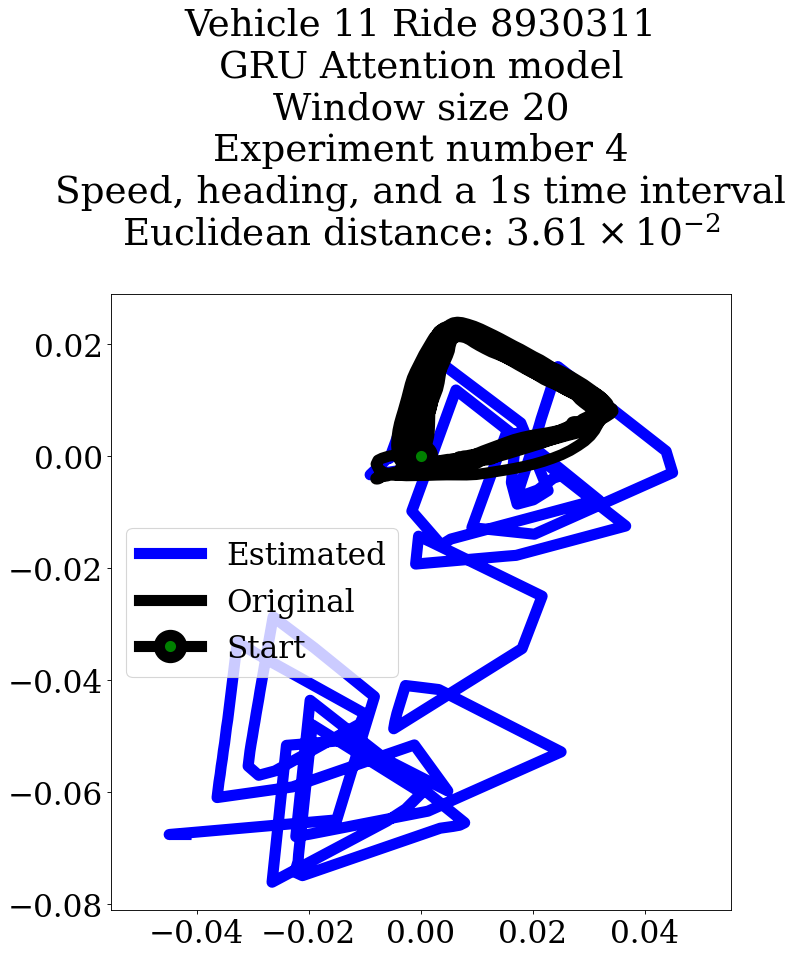 Vehicle 11 Ride 8930311
GRU Attention model
Window size 20
Experiment number 4
Speed, heading, and a 1s time interval
Euclidean distance: 3.61 × 10⁻²
0.02
0.00
−0.02
−0.04
−0.06
−0.08
Estimated
Original
Start
−0.04 −0.02 0.00 0.02 0.04